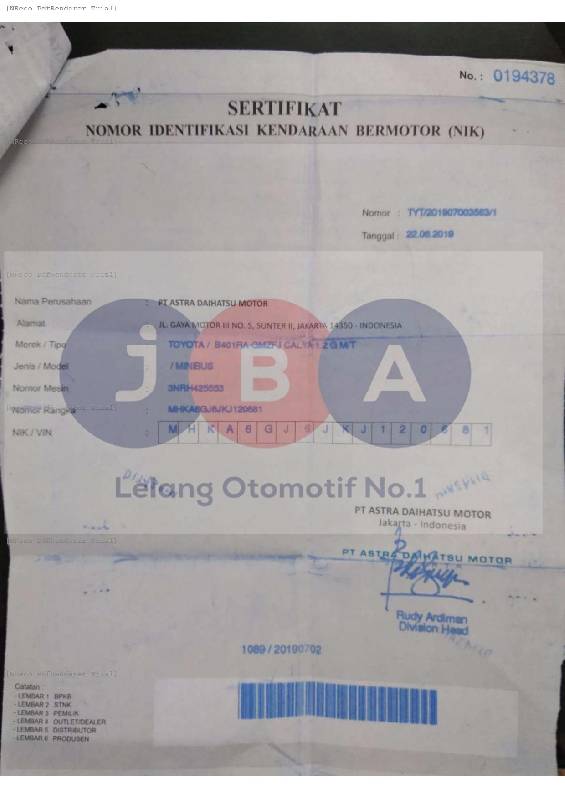 [NReco PdfRenderer Trial]
No. : 0194378
SERTIFIKAT
NOMOR IDENTIFIKASI KENDARAAN BERMOTOR (NIK)
Nomor : TYT/201907003563/1
Tanggal : 22.06.2019
Nama Perusahaan : PT ASTRA DAIHATSU MOTOR
Alamat JL. GAYA MOTOR III NO. 5, SUNTER II, JAKARTA 14350 - INDONESIA
Merek / Tipe TOYOTA / B401RA-GMZFJ CALYA 1.2 G M/T
Jenis / Model / MINIBUS
Nomor Mesin 3NRH425553
Nomor Rangka MHKA6GJ6JKJ120681
NIK / VIN : M H K A 6 G J 6 J K J 1 2 0 6 8 1
JBA
Lelang Otomotif No.1
PT ASTRA DAIHATSU MOTOR
Jakarta - Indonesia
PT ASTRA DAIHATSU MOTOR
Rudy Ardiman
Division Head
1089 / 20190702
Catatan :
- LEMBAR 1 BPKB
- LEMBAR 2 STNK
- LEMBAR 3 PEMILIK
- LEMBAR 4 OUTLET/DEALER
- LEMBAR 5 DISTRIBUTOR
- LEMBAR 6 PRODUSEN